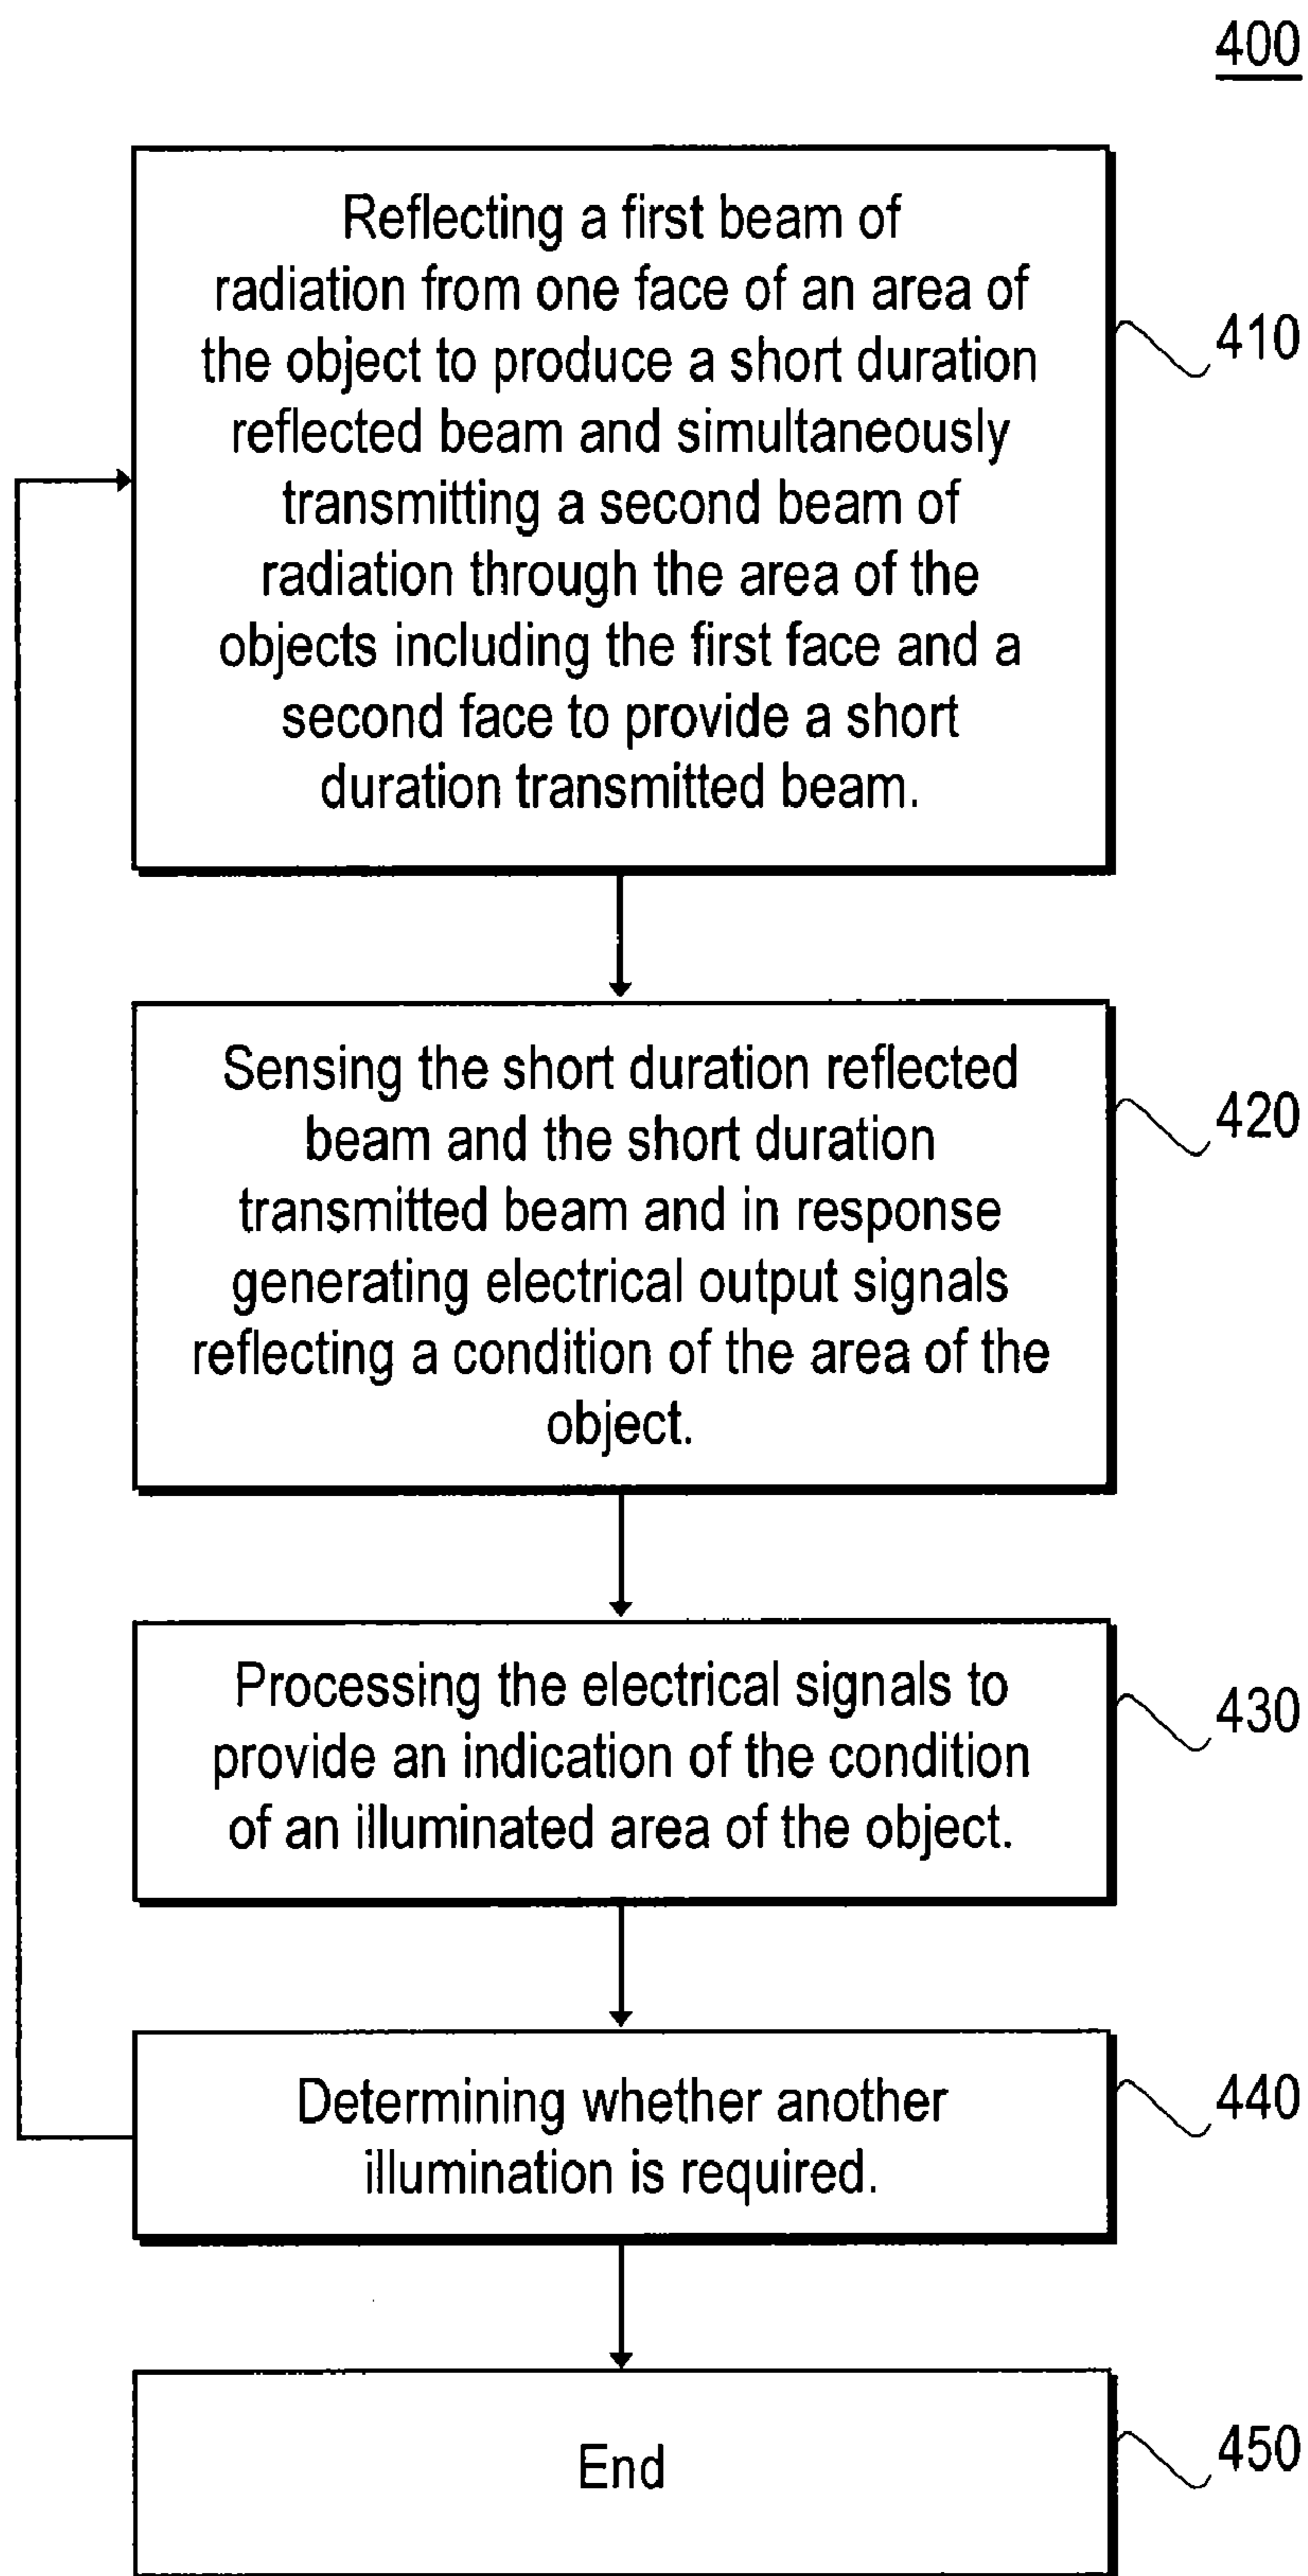 400
Reflecting a first beam of
radiation from one face of an area of
the object to produce a short duration
reflected beam and simultaneously
transmitting a second beam of
radiation through the area of the
objects including the first face and a
second face to provide a short
duration transmitted beam.
410
Sensing the short duration reflected
beam and the short duration
transmitted beam and in response
generating electrical output signals
reflecting a condition of the area of the
object.
420
Processing the electrical signals to
provide an indication of the condition
of an illuminated area of the object.
430
Determining whether another
illumination is required.
440
End
450